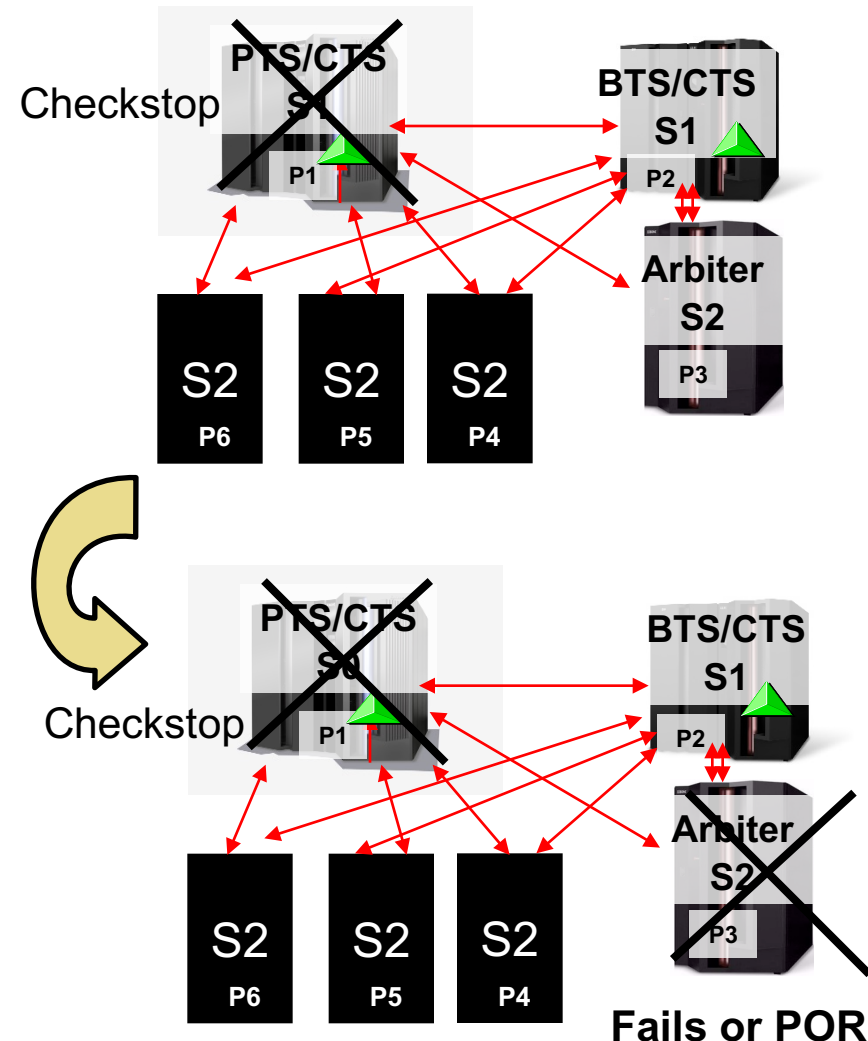 PTS/CTS
S1
Checkstop
P1
BTS/CTS
S1
P2
Arbiter
S2
P3
S2
P6
S2
P5
S2
P4
PTS/CTS
S0
Checkstop
P1
BTS/CTS
S1
P2
Arbiter
S2
P3
S2
P6
S2
P5
S2
P4
Fails or POR